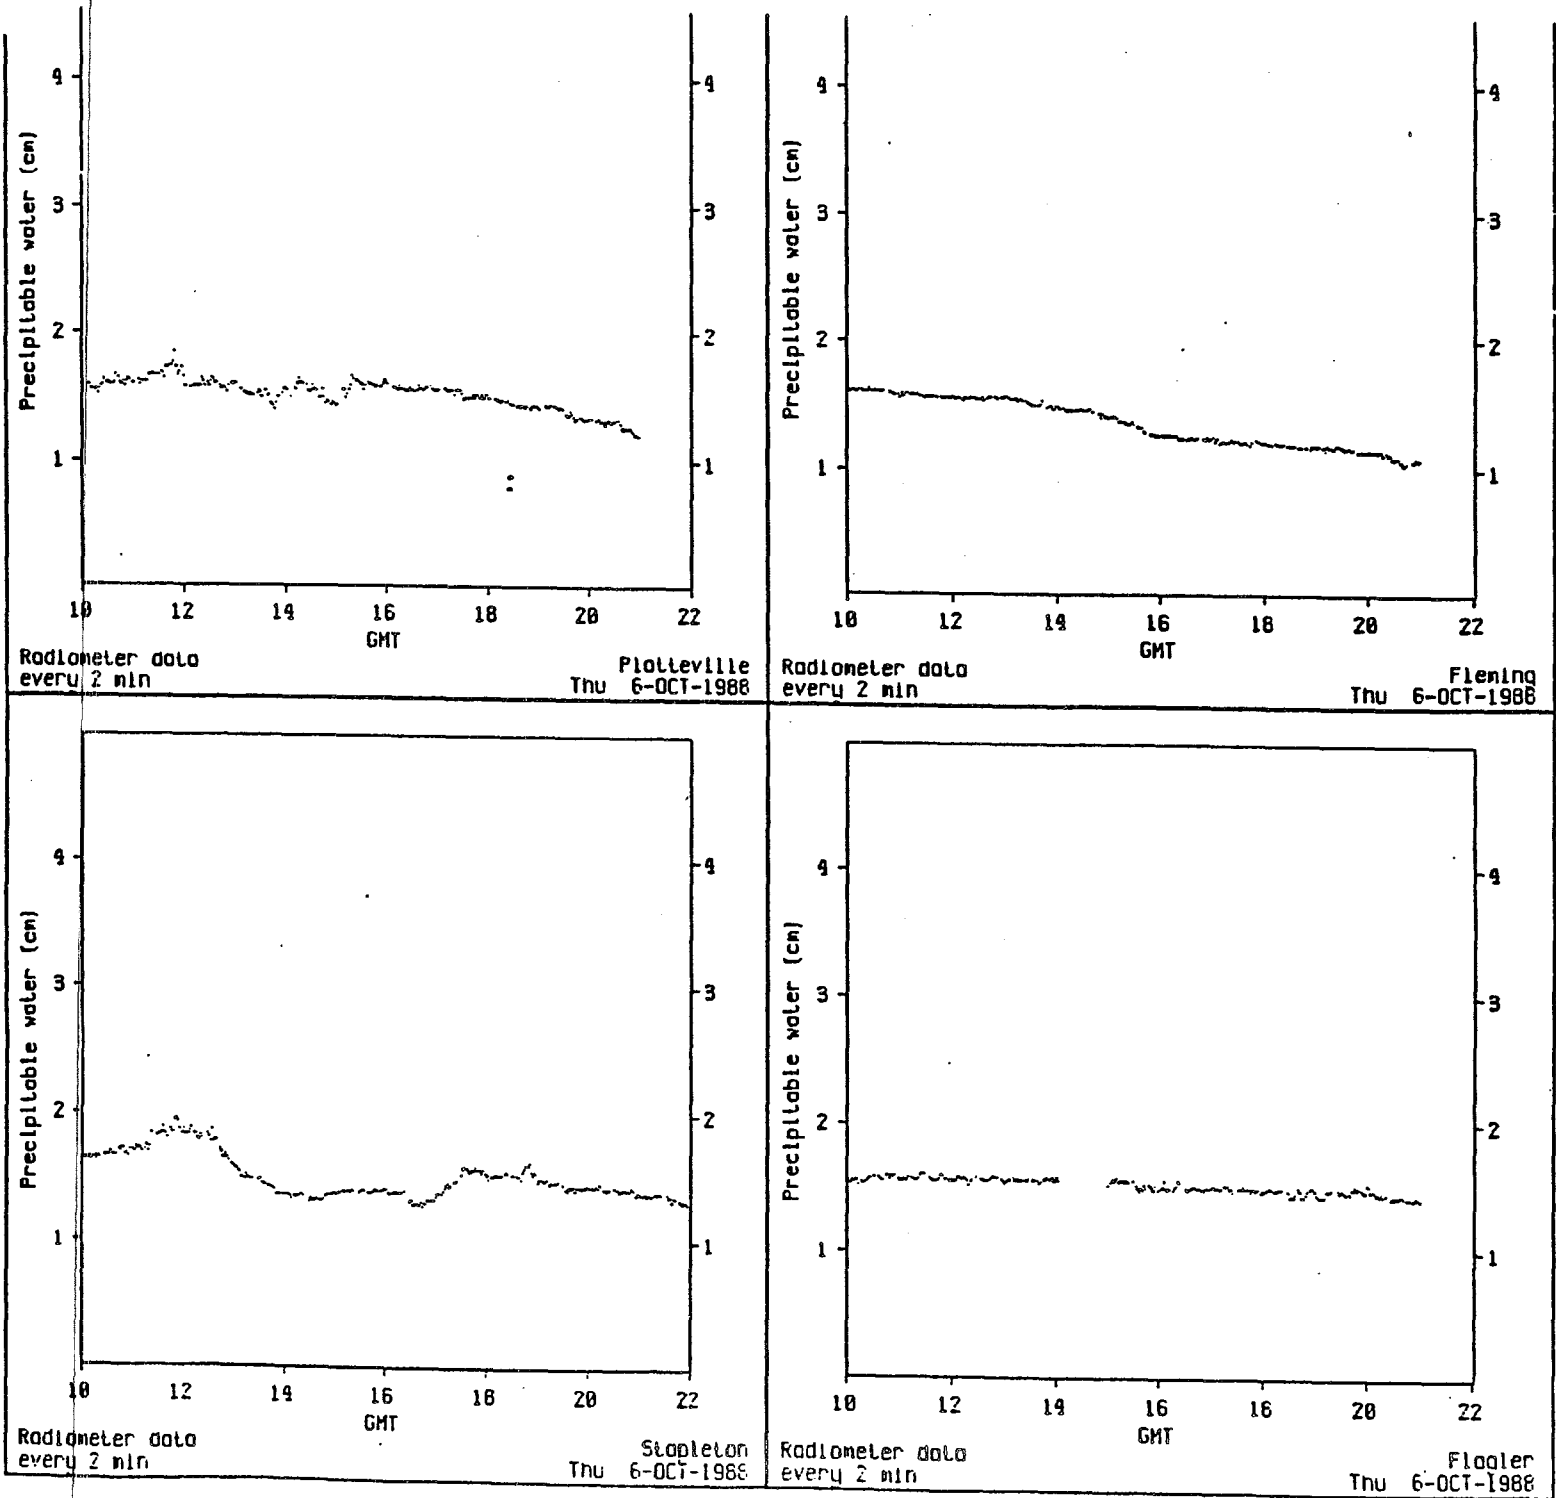 Precipitable water (cm)
4
3
2
1
4
3
2
1
10 12 14 16 18 20 22
GMT
Radiometer data
every 2 min
Platteville
Thu 6-OCT-1988
Precipitable water (cm)
4
3
2
1
4
3
2
1
10 12 14 16 18 20 22
GMT
Radiometer data
every 2 min
Fleming
Thu 6-OCT-1988
Precipitable water (cm)
4
3
2
1
4
3
2
1
10 12 14 16 18 20 22
GMT
Radiometer data
every 2 min
Stapleton
Thu 6-OCT-1988
Precipitable water (cm)
4
3
2
1
4
3
2
1
10 12 14 16 18 20 22
GMT
Radiometer data
every 2 min
Flagler
Thu 6-OCT-1988